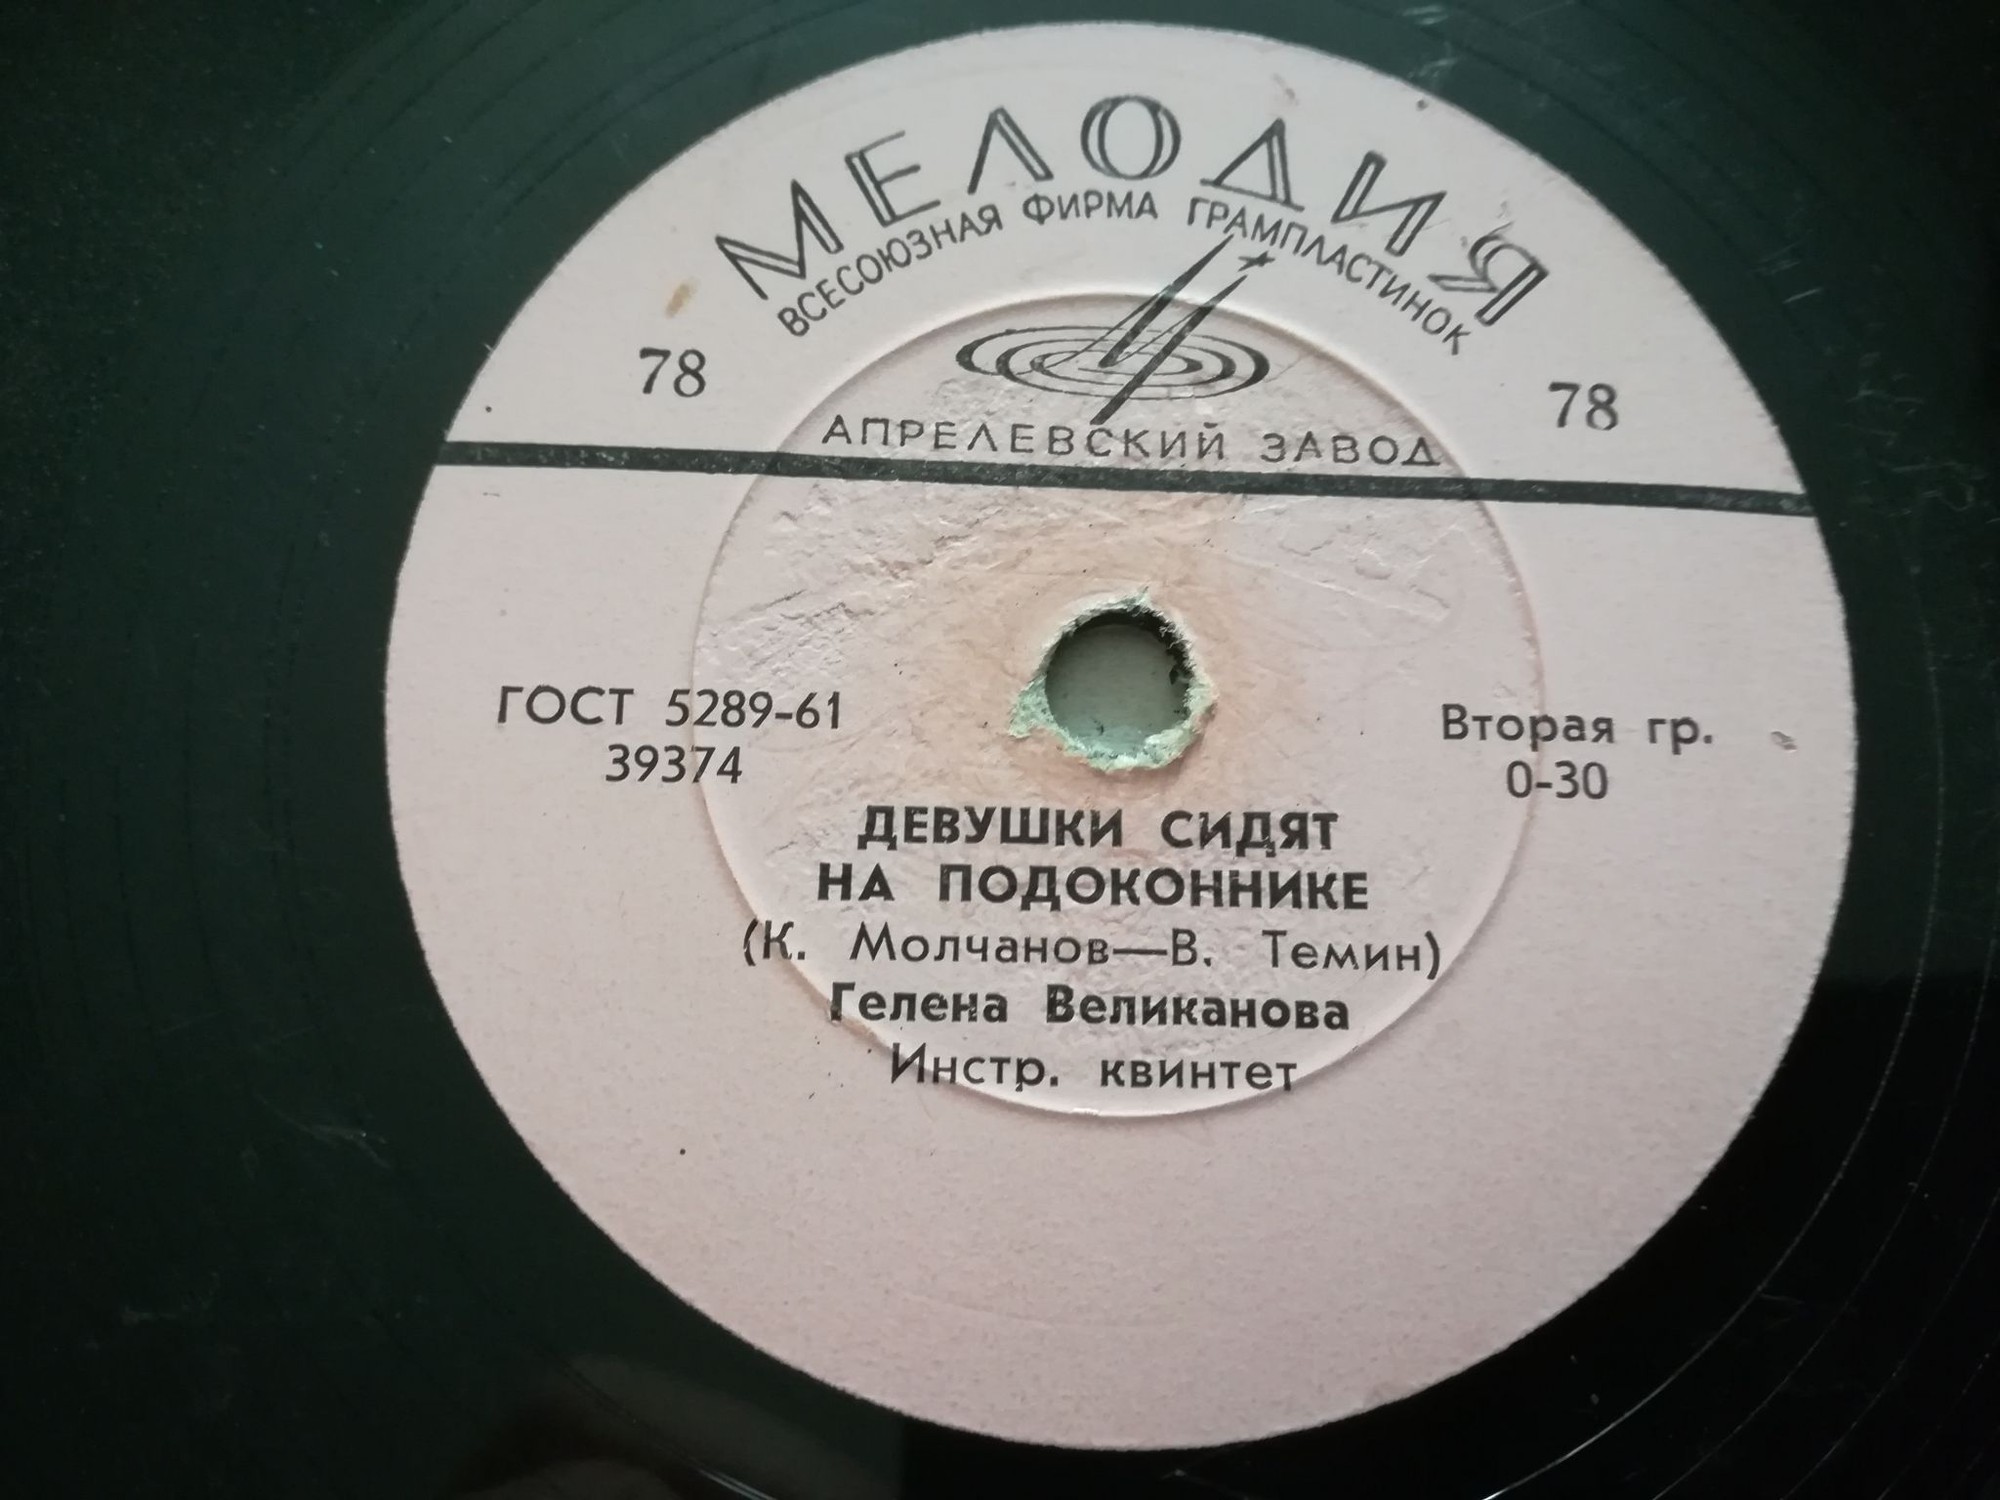 МЕЛОДИЯ
ВСЕСОЮЗНАЯ ФИРМА ГРАМПЛАСТИНОК
78 78
АПРЕЛЕВСКИЙ ЗАВОД
ГОСТ 5289-61
39374
Вторая гр.
0-30
ДЕВУШКИ СИДЯТ
НА ПОДОКОННИКЕ
(К. Молчанов—В. Темин)
Гелена Великанова
Инстр. квинтет